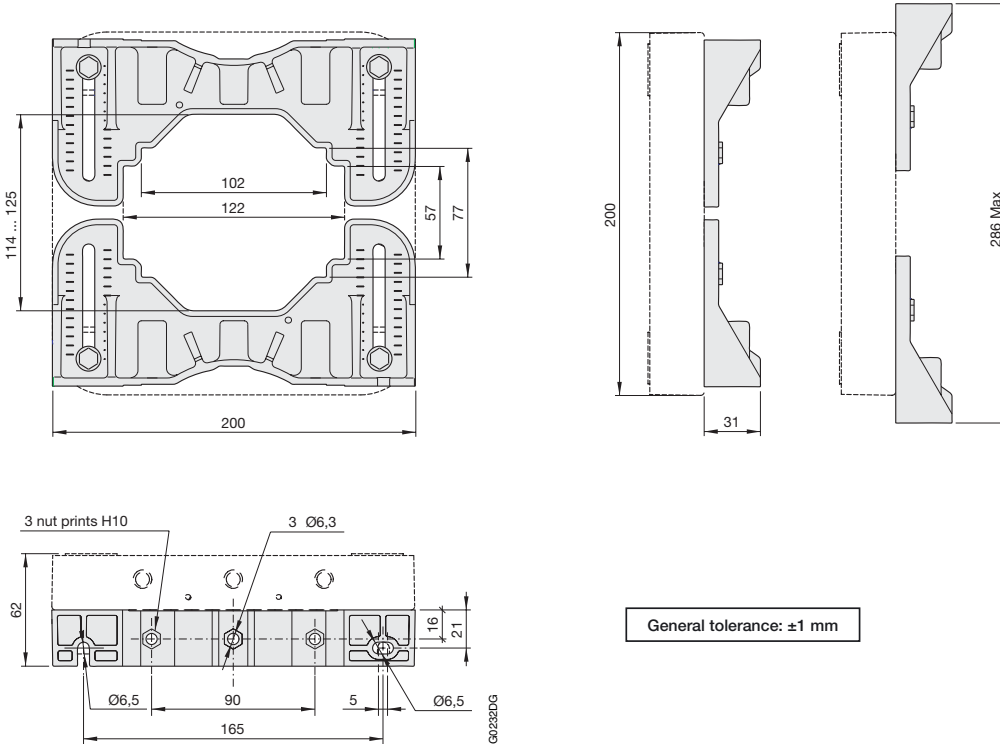 114 ... 125
102
122
57
77
200
200
31
286 Max
3 nut prints H10
3 Ø6,3
62
16
21
Ø6,5
90
5
Ø6,5
165
G0232DG
General tolerance: ±1 mm